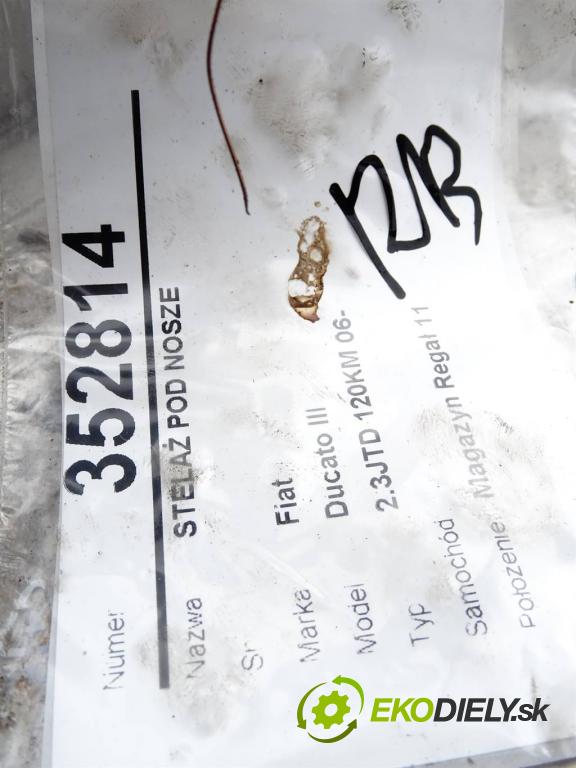 Numer 352814
Nazwa STELAŻ POD NOSZE
Sr
Marka Fiat
Model Ducato III
Typ 2.3JTD 120KM 06-
Samochód
Położenie Magazyn Regał 11
EKODIELY.sk